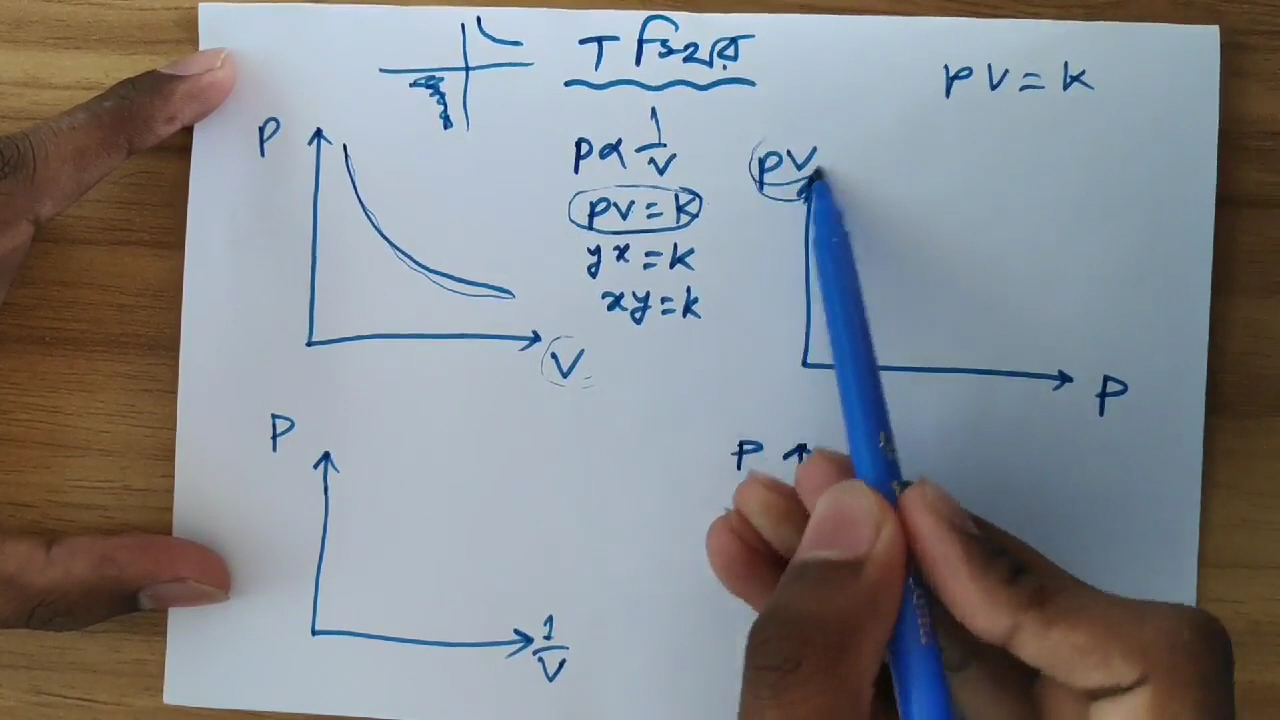 T স্থির
PV = K
P
P ∝ 1/V
PV = K
yx = k
xy = k
V
PV
P
P
1/V
P